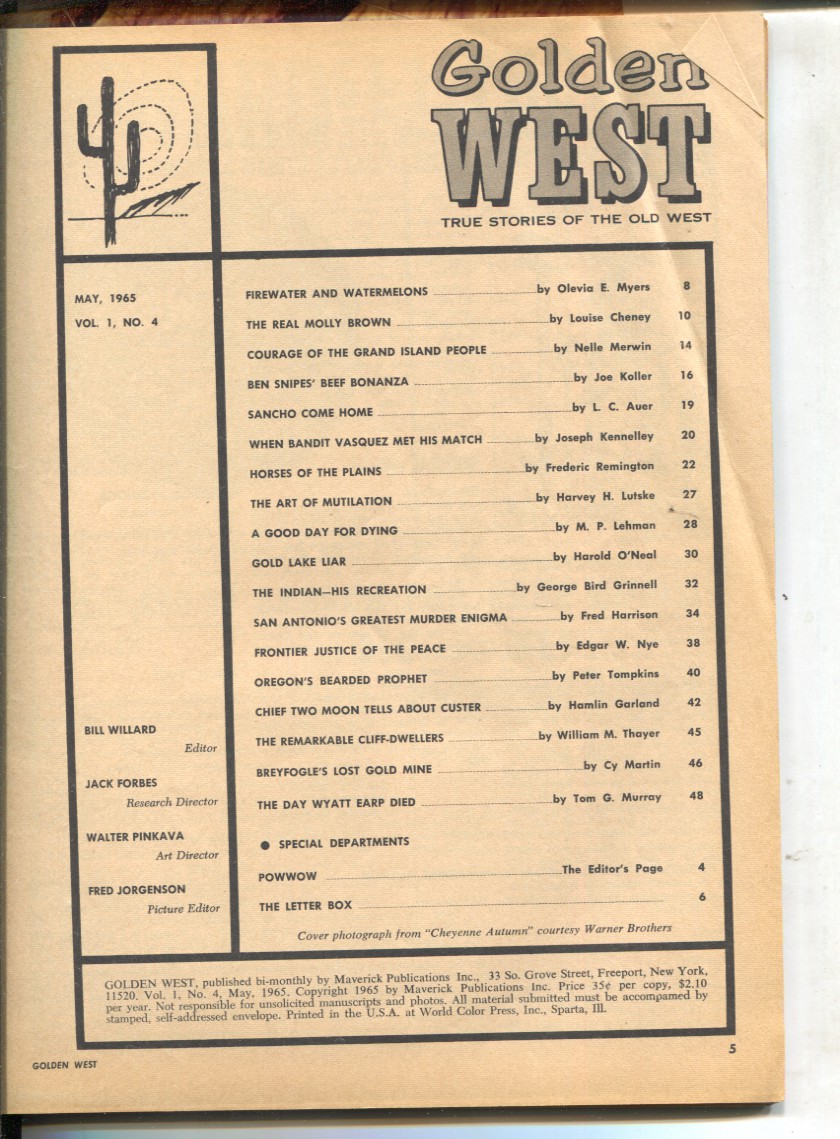 Golden
WEST
TRUE STORIES OF THE OLD WEST
MAY, 1965
VOL. 1, NO. 4
FIREWATER AND WATERMELONS by Olevia E. Myers 8
THE REAL MOLLY BROWN by Louise Cheney 10
COURAGE OF THE GRAND ISLAND PEOPLE by Nelle Merwin 14
BEN SNIPES' BEEF BONANZA by Joe Koller 16
SANCHO COME HOME by L. C. Auer 19
WHEN BANDIT VASQUEZ MET HIS MATCH by Joseph Kennelley 20
HORSES OF THE PLAINS by Frederic Remington 22
THE ART OF MUTILATION by Harvey H. Lutske 27
A GOOD DAY FOR DYING by M. P. Lehman 28
GOLD LAKE LIAR by Harold O'Neal 30
THE INDIAN—HIS RECREATION by George Bird Grinnell 32
SAN ANTONIO'S GREATEST MURDER ENIGMA by Fred Harrison 34
FRONTIER JUSTICE OF THE PEACE by Edgar W. Nye 38
OREGON'S BEARDED PROPHET by Peter Tompkins 40
CHIEF TWO MOON TELLS ABOUT CUSTER by Hamlin Garland 42
THE REMARKABLE CLIFF-DWELLERS by William M. Thayer 45
BREYFOGLE'S LOST GOLD MINE by Cy Martin 46
THE DAY WYATT EARP DIED by Tom G. Murray 48
● SPECIAL DEPARTMENTS
POWWOW The Editor's Page 4
THE LETTER BOX 6
Cover photograph from "Cheyenne Autumn" courtesy Warner Brothers
BILL WILLARD
Editor
JACK FORBES
Research Director
WALTER PINKAVA
Art Director
FRED JORGENSON
Picture Editor
GOLDEN WEST, published bi-monthly by Maverick Publications Inc., 33 So. Grove Street, Freeport, New York,
11520. Vol. 1, No. 4, May, 1965. Copyright 1965 by Maverick Publications Inc. Price 35¢ per copy, $2.10
per year. Not responsible for unsolicited manuscripts and photos. All material submitted must be accompamed by
stamped, self-addressed envelope. Printed in the U.S.A. at World Color Press, Inc., Sparta, Ill.
5
GOLDEN WEST